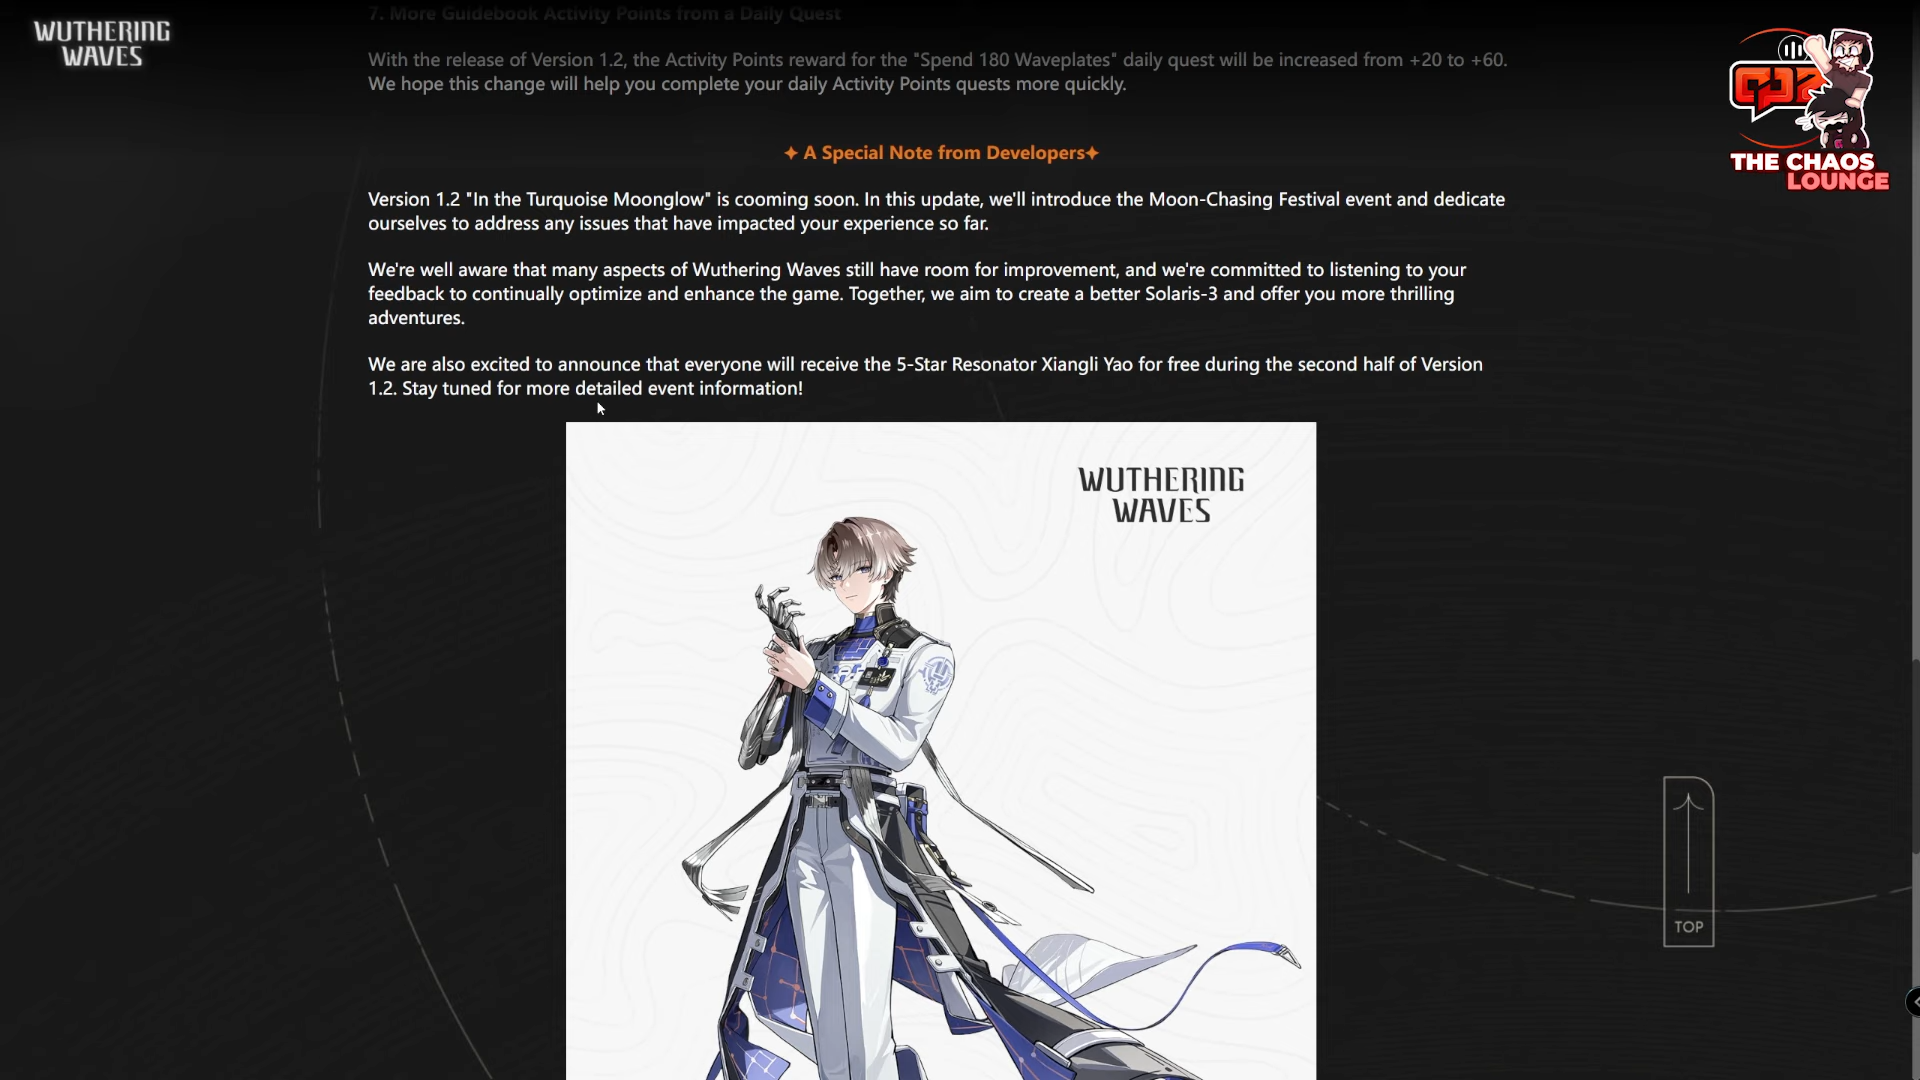 WUTHERING
WAVES
7. More Guidebook Activity Points from a Daily Quest
With the release of Version 1.2, the Activity Points reward for the "Spend 180 Waveplates" daily quest will be increased from +20 to +60.
We hope this change will help you complete your daily Activity Points quests more quickly.
✦ A Special Note from Developers✦
THE CHAOS
LOUNGE
Version 1.2 "In the Turquoise Moonglow" is cooming soon. In this update, we'll introduce the Moon-Chasing Festival event and dedicate
ourselves to address any issues that have impacted your experience so far.
We're well aware that many aspects of Wuthering Waves still have room for improvement, and we're committed to listening to your
feedback to continually optimize and enhance the game. Together, we aim to create a better Solaris-3 and offer you more thrilling
adventures.
We are also excited to announce that everyone will receive the 5-Star Resonator Xiangli Yao for free during the second half of Version
1.2. Stay tuned for more detailed event information!
WUTHERING
WAVES
TOP